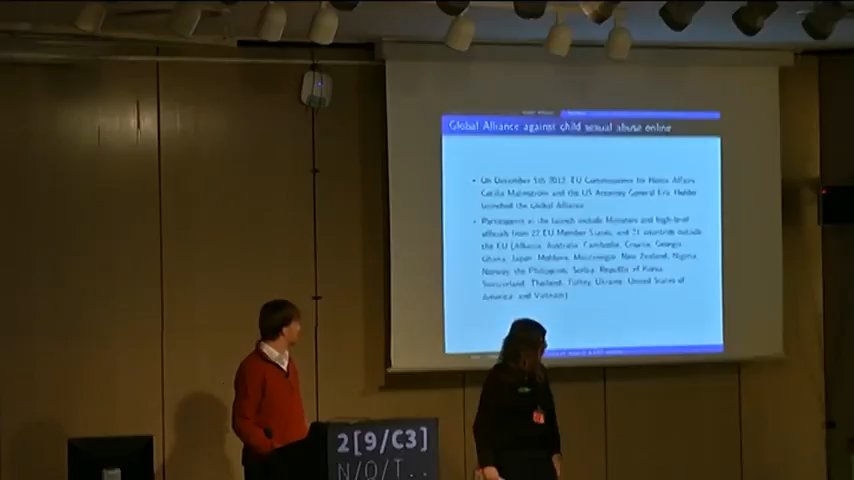 Global Alliance against child sexual abuse online
• On December 5th 2012, EU Commissioner for Home Affairs
Cecilia Malmström and the US Attorney General Eric Holder
launched the Global Alliance
• Participants at the launch include Ministers and high-level
officials from 27 EU Member States, and 21 countries outside
the EU (Albania, Australia, Cambodia, Croatia, Georgia,
Ghana, Japan, Moldova, Montenegro, New Zealand, Nigeria,
Norway, the Philippines, Serbia, Republic of Korea,
Switzerland, Thailand, Turkey, Ukraine, United States of
America and Vietnam)
2[9/C3]
N/O/T..